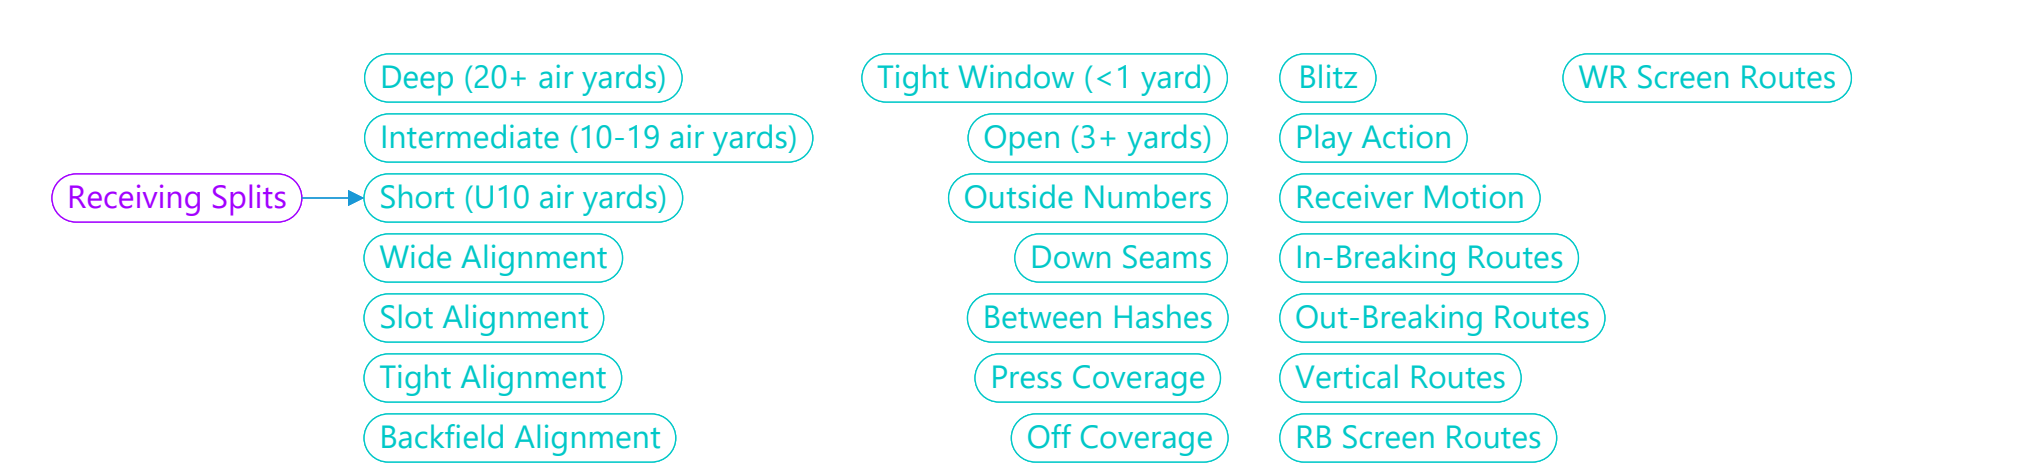 Receiving Splits
Deep (20+ air yards)
Intermediate (10-19 air yards)
Short (U10 air yards)
Wide Alignment
Slot Alignment
Tight Alignment
Backfield Alignment
Tight Window (<1 yard)
Open (3+ yards)
Outside Numbers
Down Seams
Between Hashes
Press Coverage
Off Coverage
Blitz
Play Action
Receiver Motion
In-Breaking Routes
Out-Breaking Routes
Vertical Routes
RB Screen Routes
WR Screen Routes